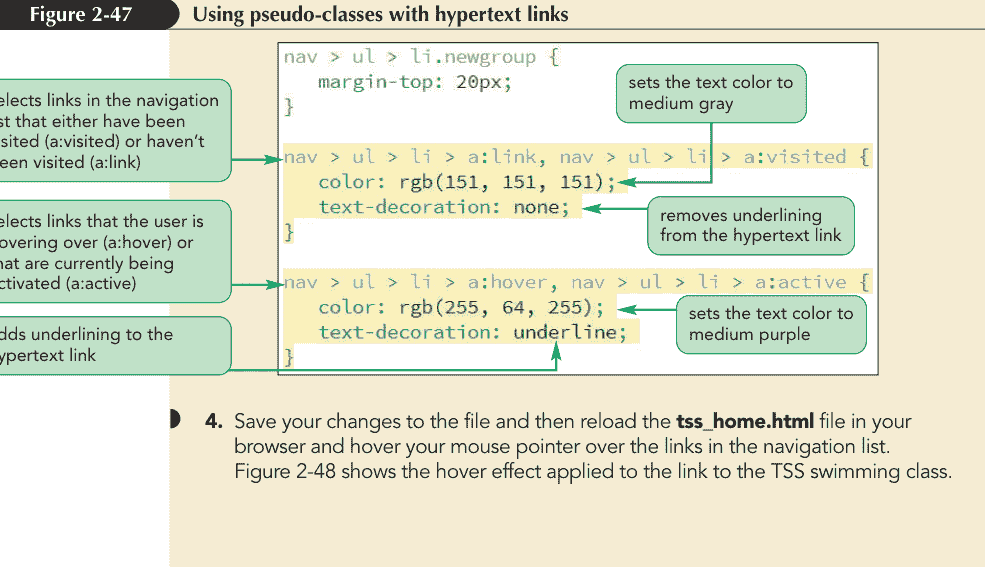 Figure 2-47
Using pseudo-classes with hypertext links
nav > ul > li.newgroup {
margin-top: 20px;
}
sets the text color to
medium gray
elects links in the navigation
st that either have been
sited (a:visited) or haven't
een visited (a:link)
nav > ul > li > a:link, nav > ul > li > a:visited {
color: rgb(151, 151, 151);
text-decoration: none;
}
removes underlining
from the hypertext link
elects links that the user is
overing over (a:hover) or
hat are currently being
ctivated (a:active)
nav > ul > li > a:hover, nav > ul > li > a:active {
color: rgb(255, 64, 255);
text-decoration: underline;
}
sets the text color to
medium purple
dds underlining to the
ypertext link
4. Save your changes to the file and then reload the tss_home.html file in your
browser and hover your mouse pointer over the links in the navigation list.
Figure 2-48 shows the hover effect applied to the link to the TSS swimming class.